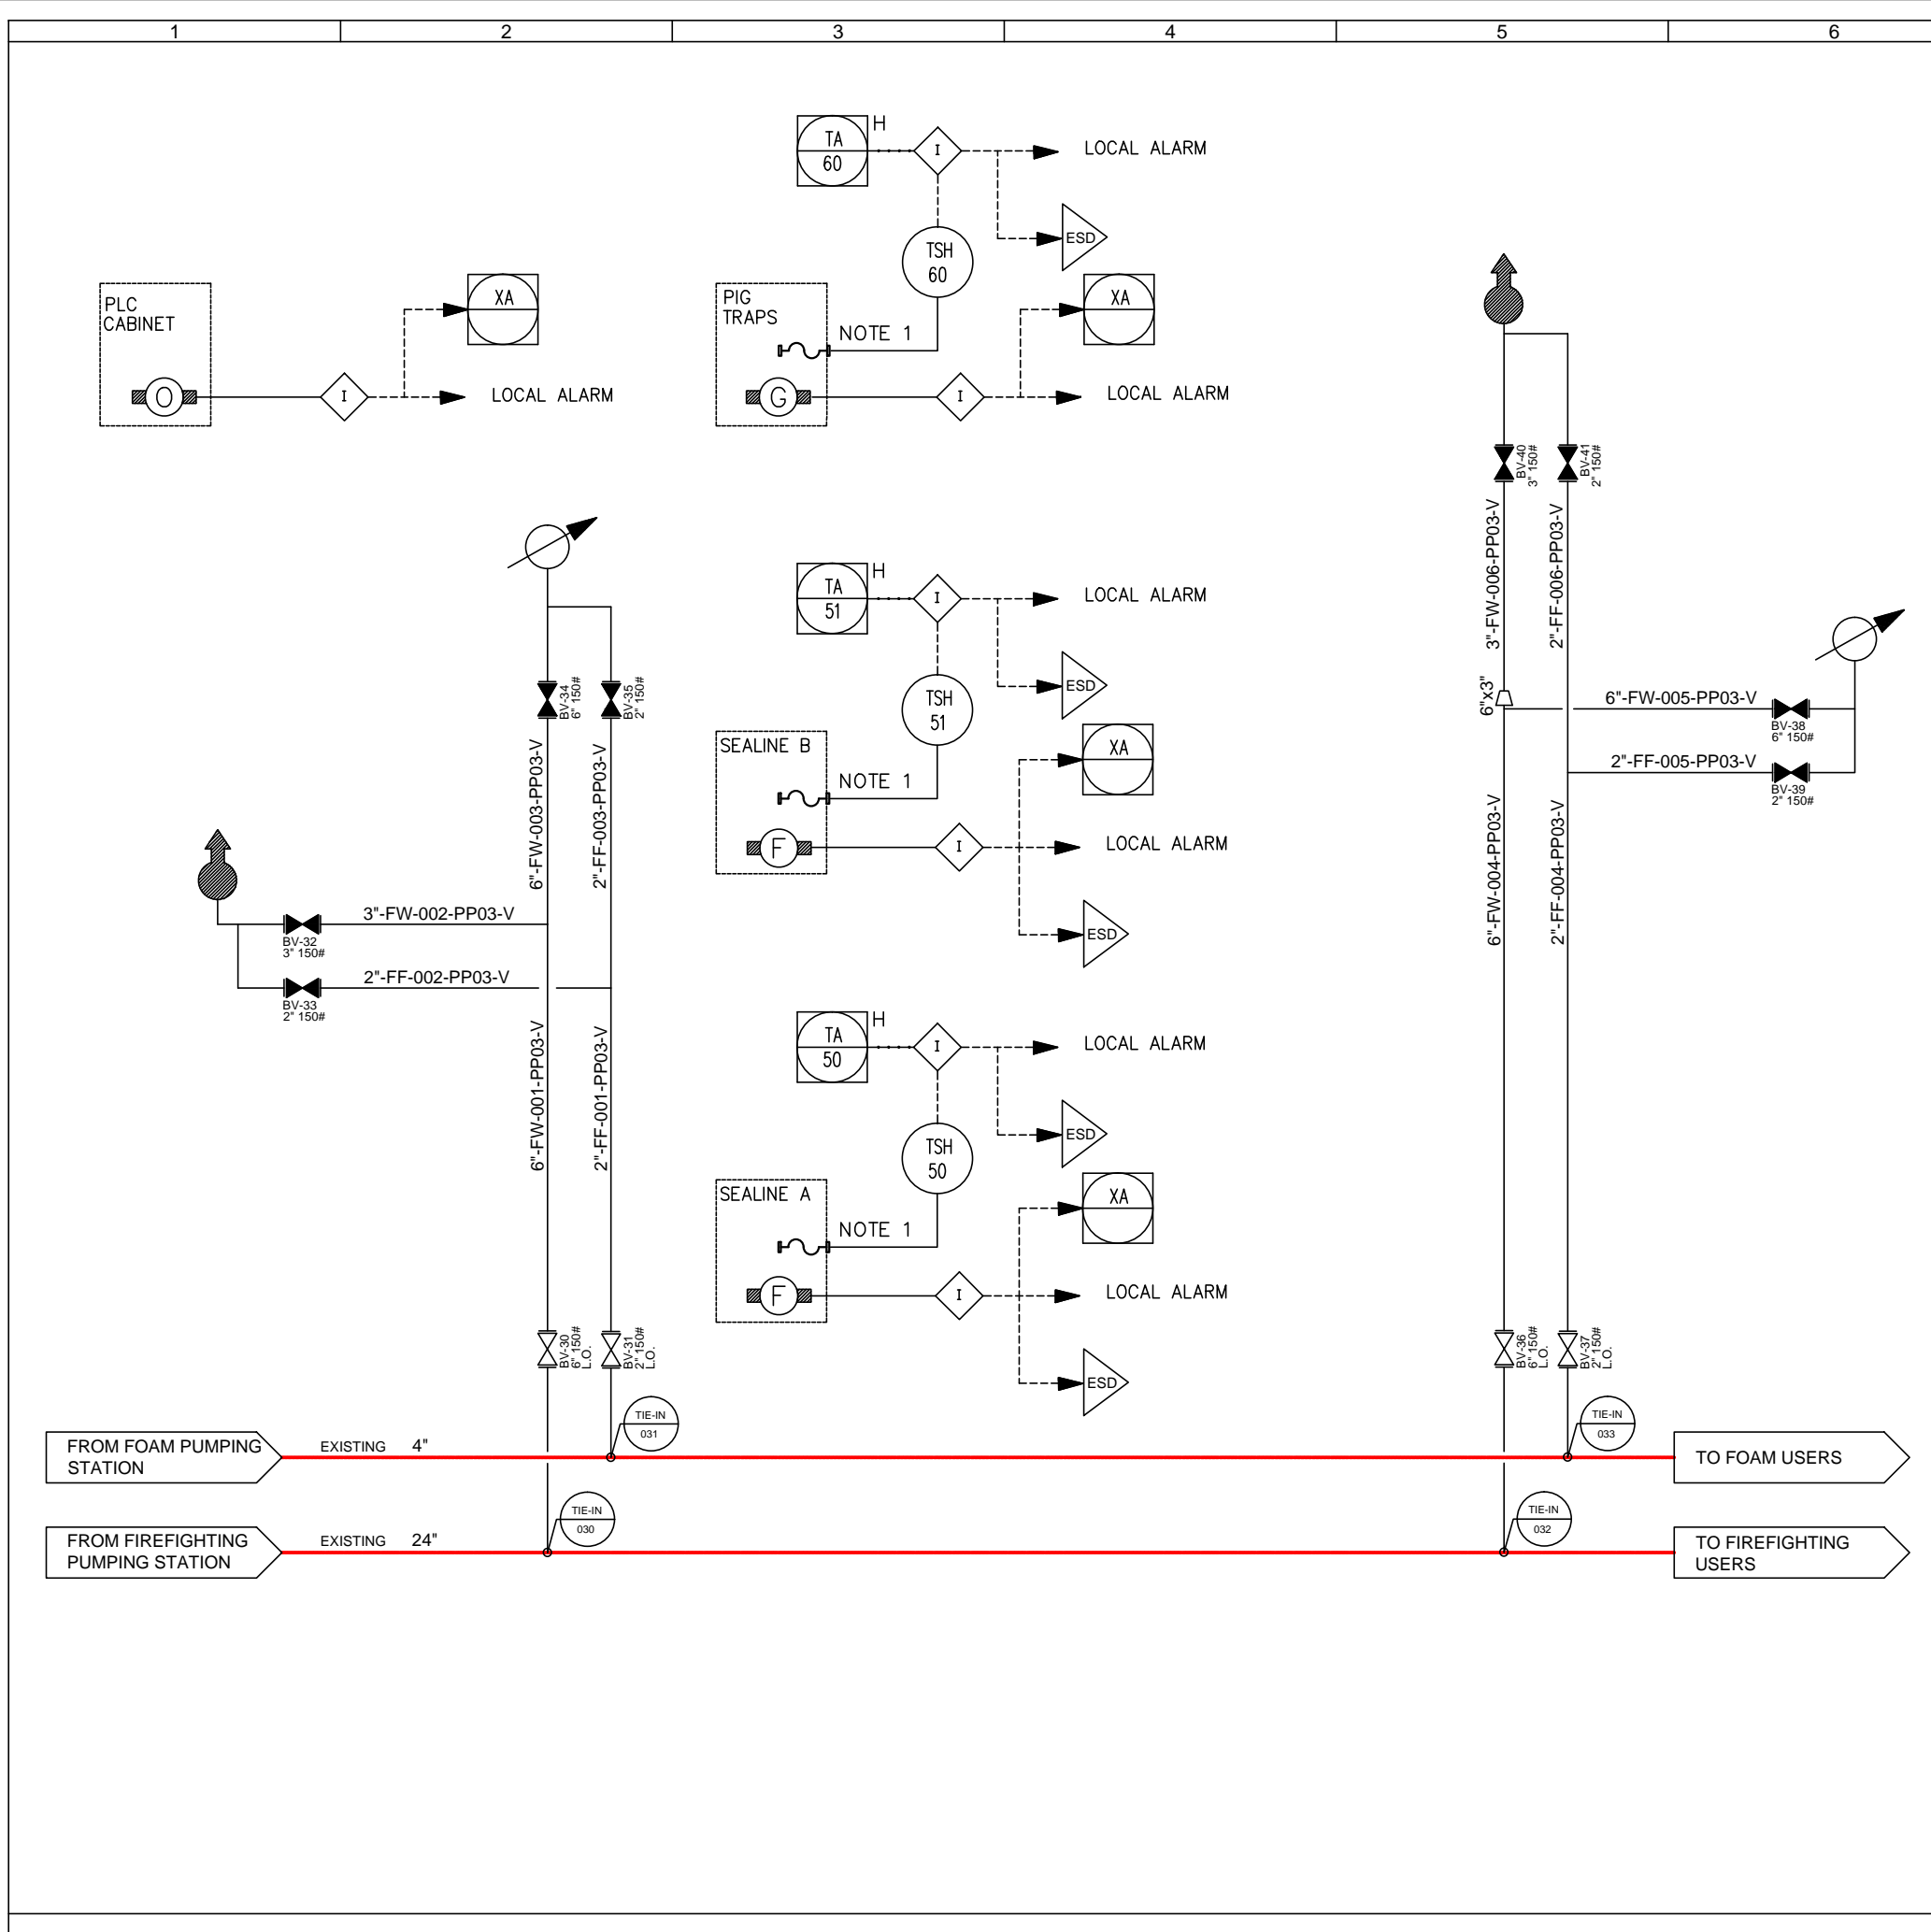 1
2
3
4
5
6
TA
60
H
I
LOCAL ALARM
ESD
TSH
60
PLC
CABINET
O
I
XA
LOCAL ALARM
PIG
TRAPS
NOTE 1
G
I
XA
LOCAL ALARM
BV-40
3" 150#
BV-41
2" 150#
3"-FW-006-PP03-V
2"-FF-006-PP03-V
TA
51
H
I
LOCAL ALARM
ESD
TSH
51
BV-34
6" 150#
BV-35
2" 150#
6"-FW-003-PP03-V
2"-FF-003-PP03-V
SEALINE B
NOTE 1
F
I
XA
LOCAL ALARM
ESD
6"x3"
6"-FW-005-PP03-V
BV-38
6" 150#
2"-FF-005-PP03-V
BV-39
2" 150#
6"-FW-004-PP03-V
2"-FF-004-PP03-V
3"-FW-002-PP03-V
BV-32
3" 150#
2"-FF-002-PP03-V
BV-33
2" 150#
6"-FW-001-PP03-V
2"-FF-001-PP03-V
TA
50
H
I
LOCAL ALARM
ESD
TSH
50
SEALINE A
NOTE 1
F
I
XA
LOCAL ALARM
ESD
BV-30
6" 150#
L.O.
BV-31
2" 150#
L.O.
BV-36
6" 150#
L.O.
BV-37
2" 150#
L.O.
TIE-IN
031
TIE-IN
033
FROM FOAM PUMPING
STATION
EXISTING 4"
TO FOAM USERS
TIE-IN
030
TIE-IN
032
FROM FIREFIGHTING
PUMPING STATION
EXISTING 24"
TO FIREFIGHTING
USERS